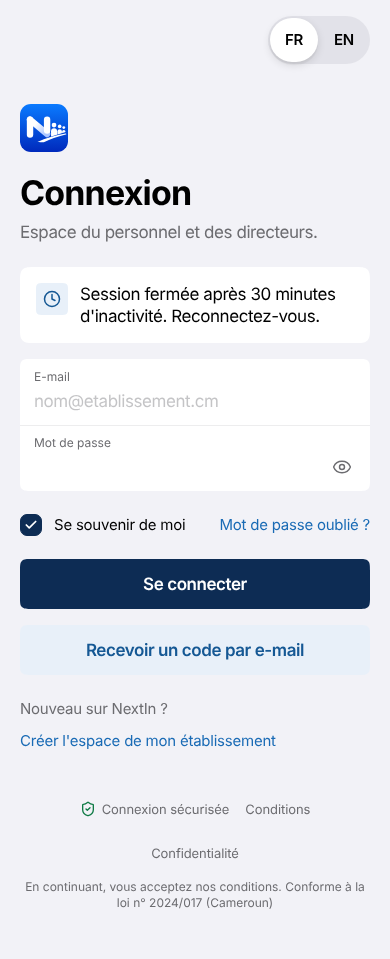 FR EN
N
Connexion
Espace du personnel et des directeurs.
Session fermée après 30 minutes
d'inactivité. Reconnectez-vous.
E-mail
nom@etablissement.cm
Mot de passe
Se souvenir de moi Mot de passe oublié ?
Se connecter
Recevoir un code par e-mail
Nouveau sur NextIn ?
Créer l'espace de mon établissement
Connexion sécurisée Conditions
Confidentialité
En continuant, vous acceptez nos conditions. Conforme à la
loi n° 2024/017 (Cameroun)